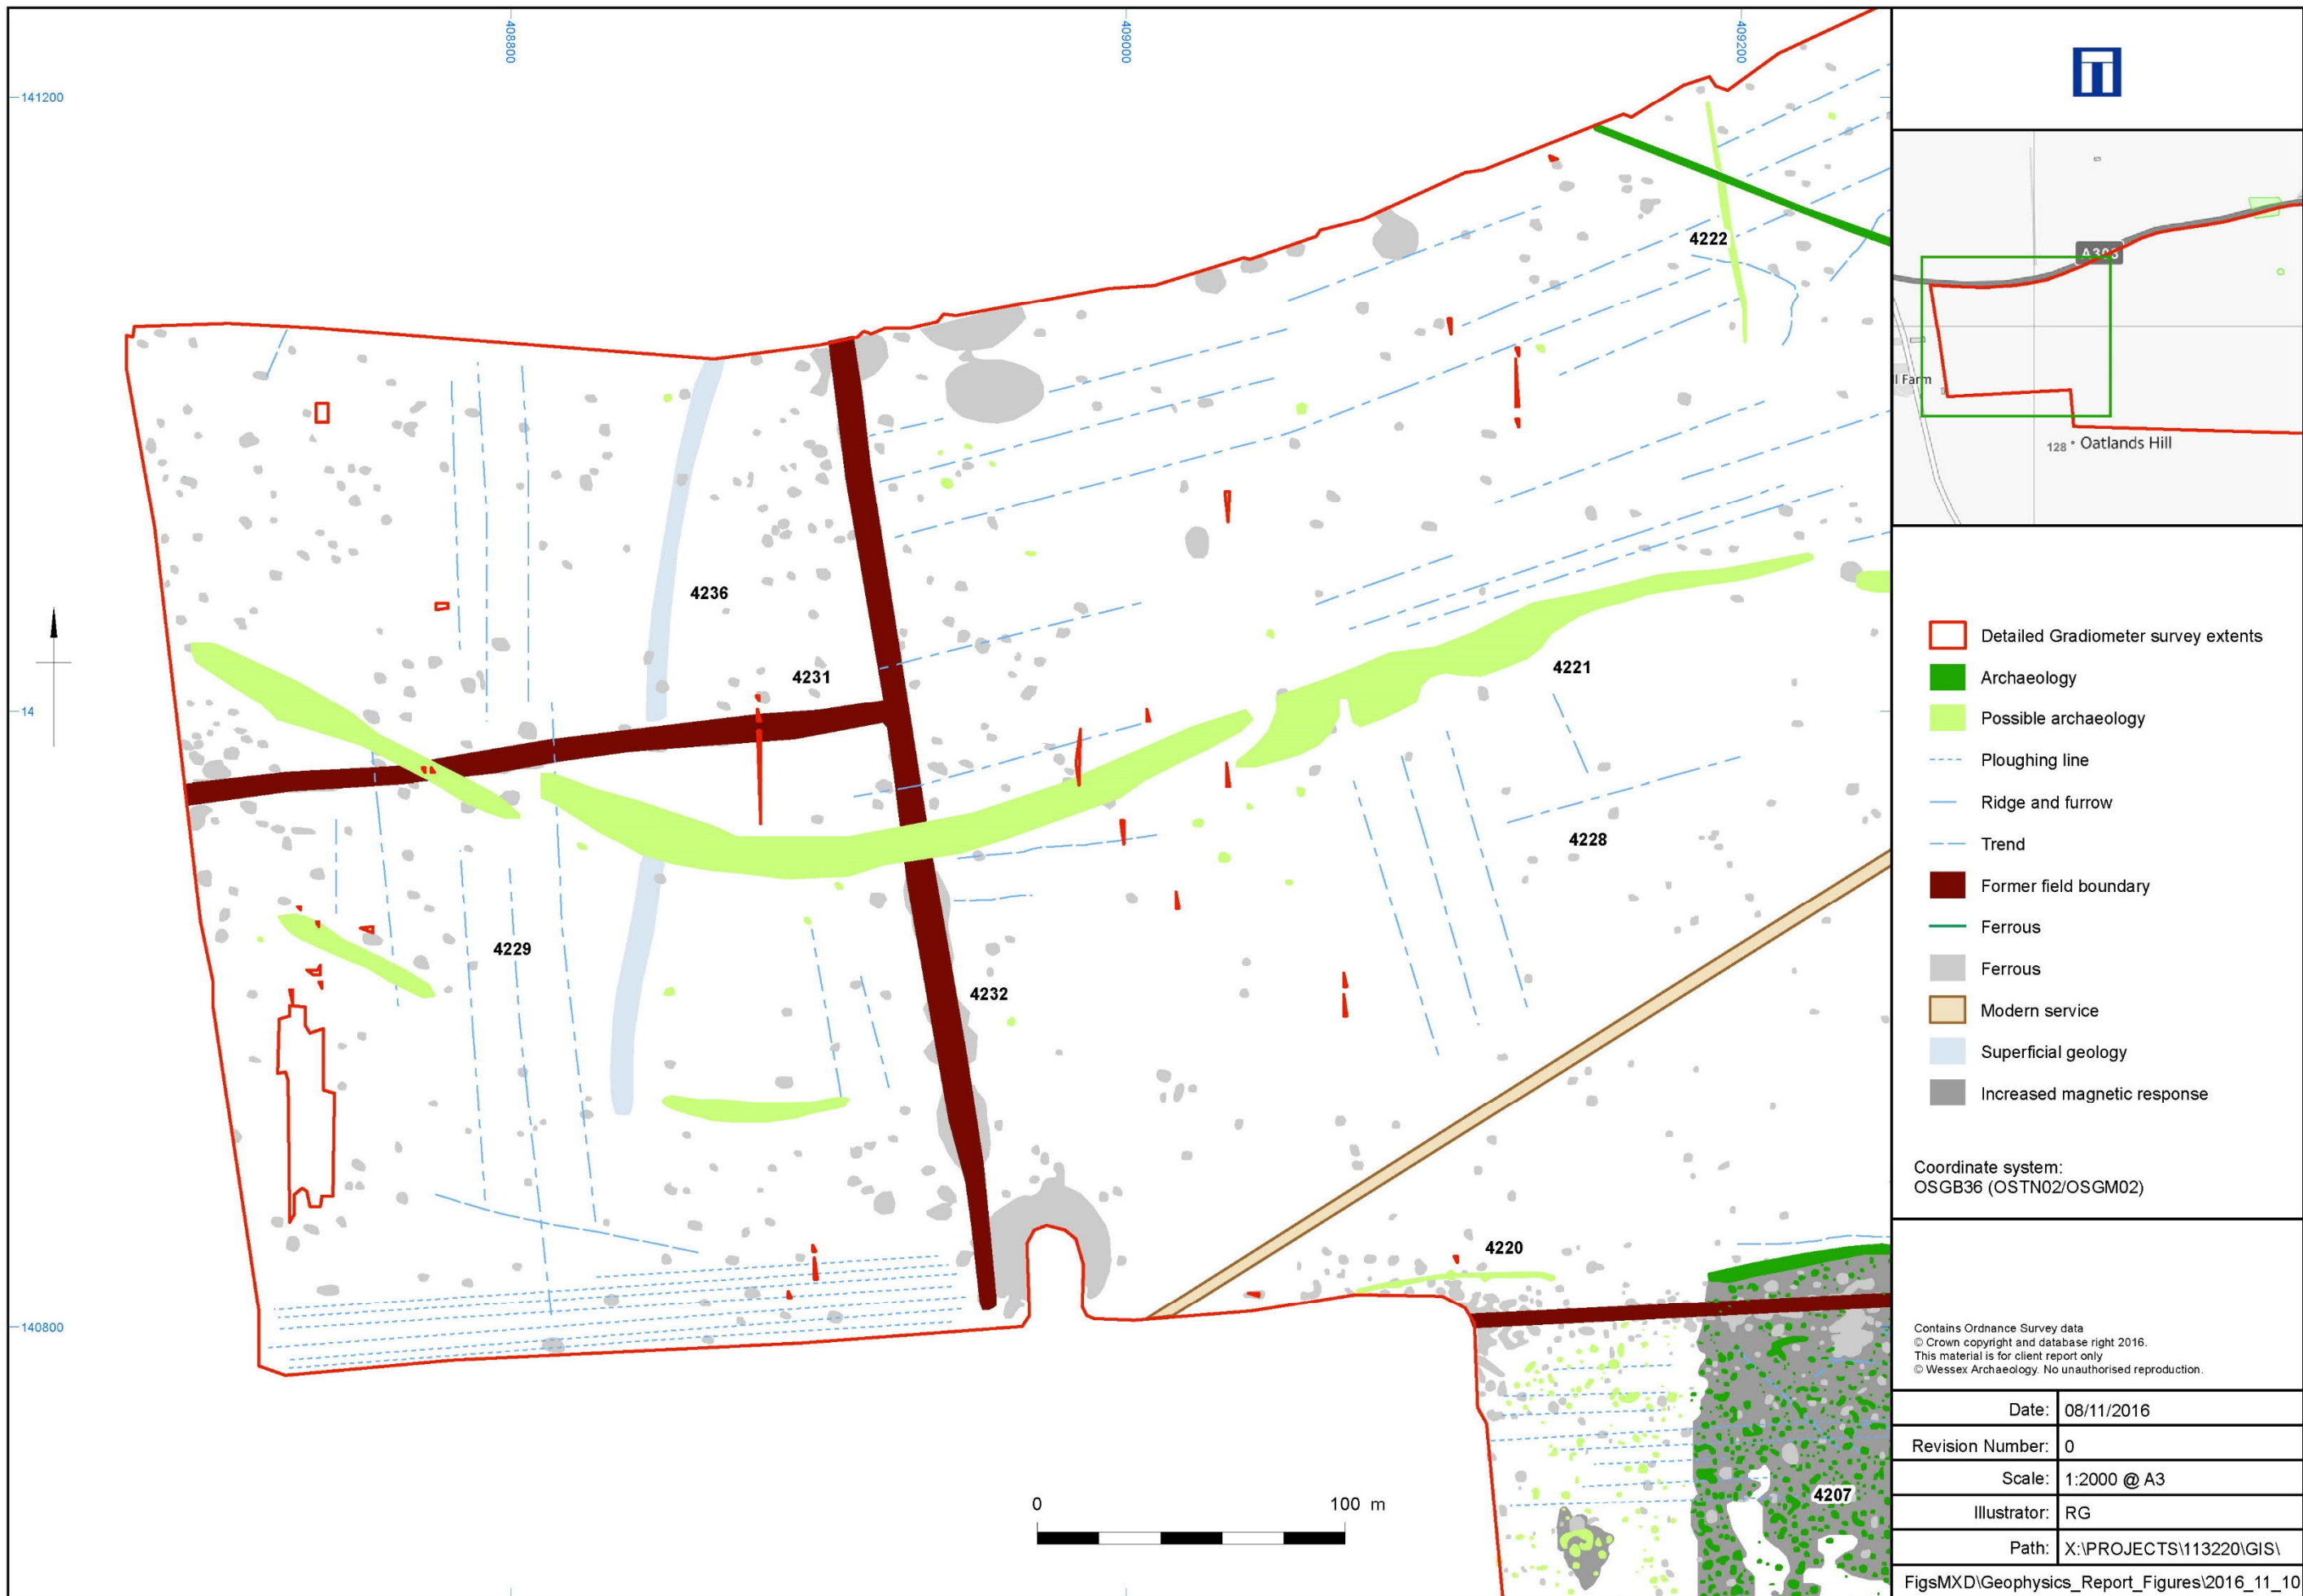 408800
409000
409200
141200
4222
4236
4231
4221
4228
14
4229
4232
4220
140800
4207
0 100 m
A303
l Farm
128 Oatlands Hill
Detailed Gradiometer survey extents
Archaeology
Possible archaeology
Ploughing line
Ridge and furrow
Trend
Former field boundary
Ferrous
Ferrous
Modern service
Superficial geology
Increased magnetic response
Coordinate system:
OSGB36 (OSTN02/OSGM02)
Contains Ordnance Survey data
© Crown copyright and database right 2016.
This material is for client report only
© Wessex Archaeology. No unauthorised reproduction.
Date: 08/11/2016
Revision Number: 0
Scale: 1:2000 @ A3
Illustrator: RG
Path: X:\PROJECTS\113220\GIS\
FigsMXD\Geophysics_Report_Figures\2016_11_10